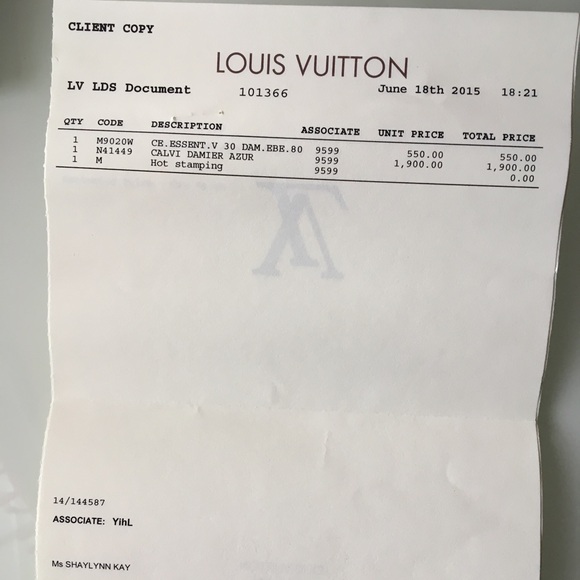 CLIENT COPY
LOUIS VUITTON
LV LDS Document 101366 June 18th 2015 18:21
QTY CODE DESCRIPTION ASSOCIATE UNIT PRICE TOTAL PRICE
1 M9020W CE.ESSENT.V 30 DAM.EBE.80 9599 550.00 550.00
1 N41449 CALVI DAMIER AZUR 9599 1,900.00 1,900.00
1 M Hot stamping 9599 0.00
14/144587
ASSOCIATE: YihL
Ms SHAYLYNN KAY